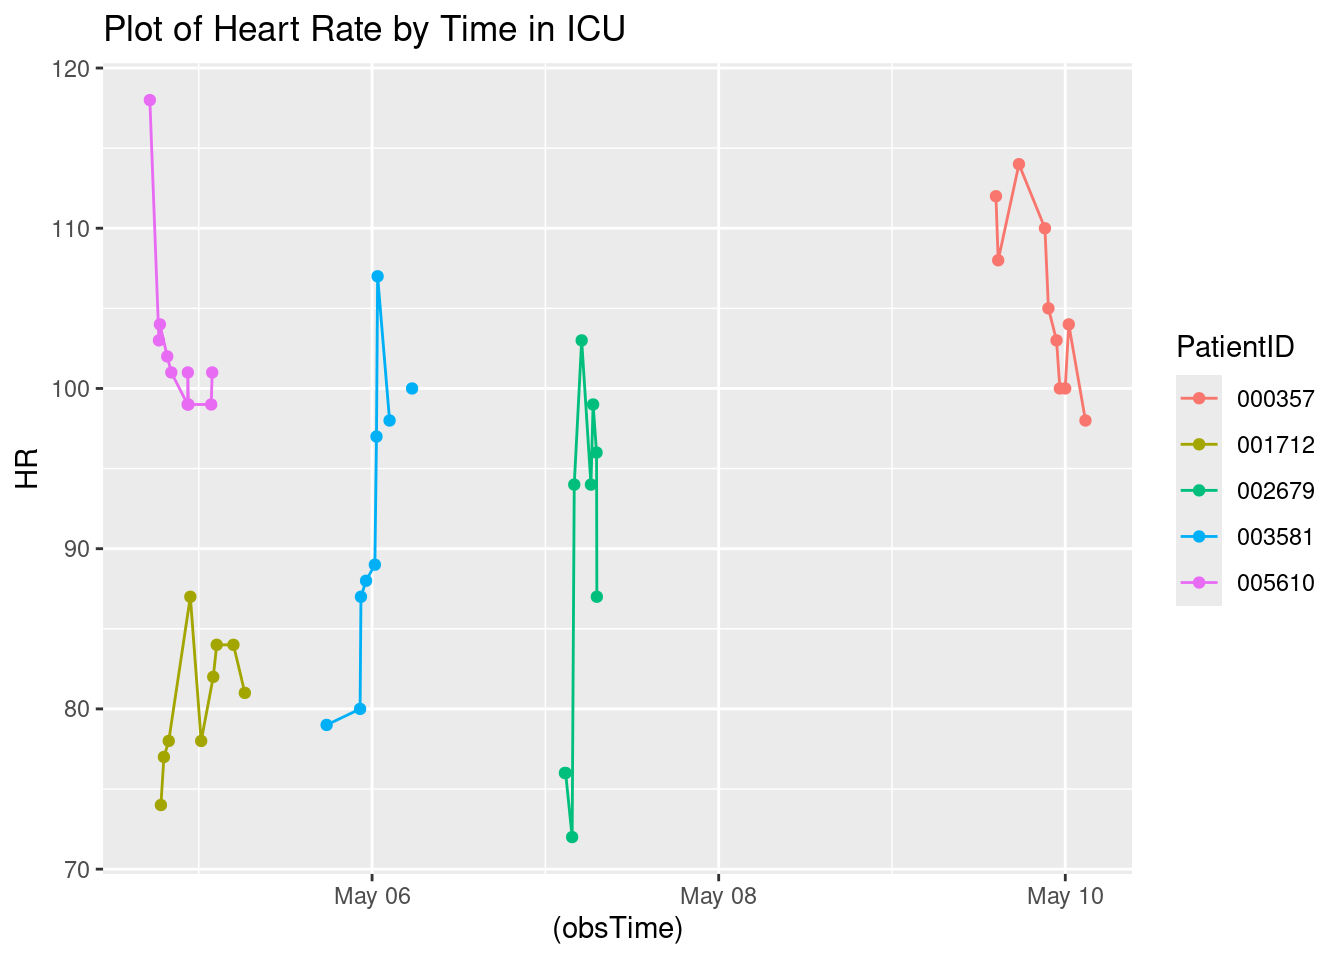 Plot of Heart Rate by Time in ICU
120
110
100
90
80
70
HR
May 06
May 08
May 10
(obsTime)
PatientID
000357
001712
002679
003581
005610